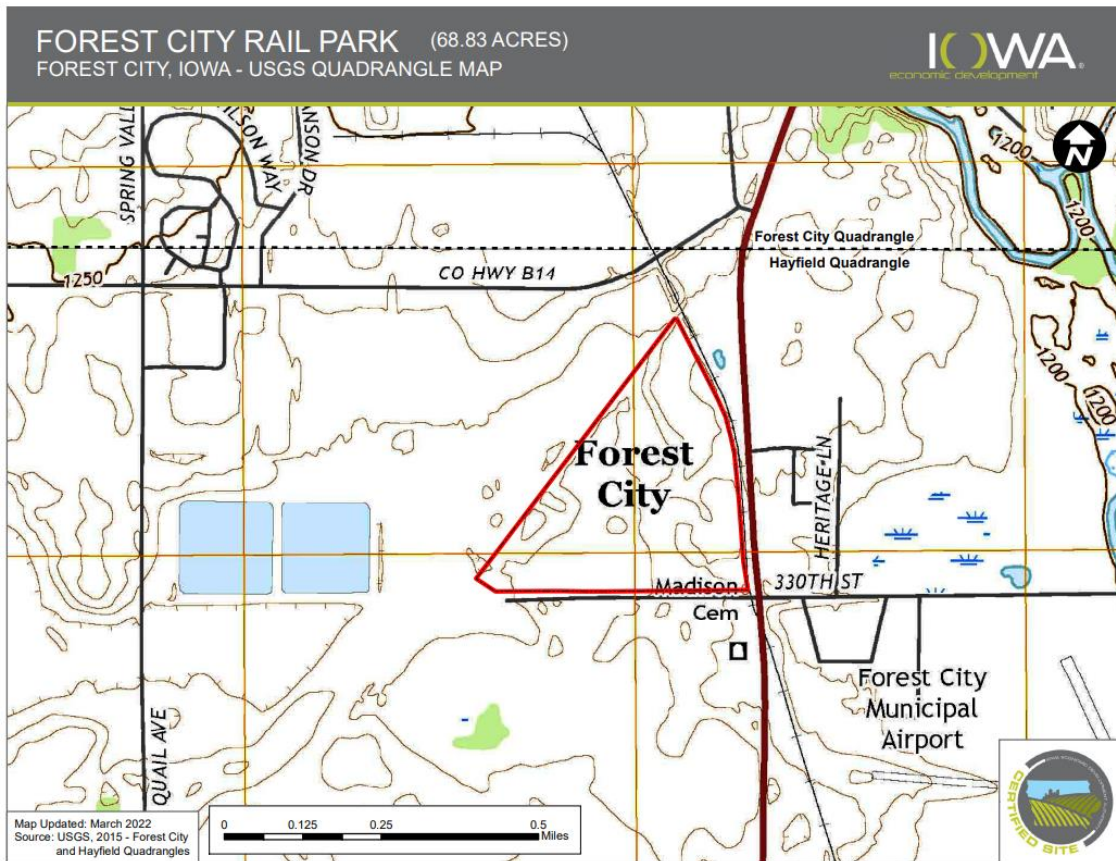 FOREST CITY RAIL PARK (68.83 ACRES)
FOREST CITY, IOWA - USGS QUADRANGLE MAP
IOWA
economic development
SPRING VALL
ILSON WAY
ANSON DR
1200
N
1200
1200
Forest City Quadrangle
Hayfield Quadrangle
1250
CO HWY B14
1200
1200
Forest
City
HERITAGE LN
Madison
Cem
330TH ST
Forest City
Municipal
Airport
QUAIL AVE
Map Updated: March 2022
Source: USGS, 2015 - Forest City
and Hayfield Quadrangles
0 0.125 0.25 0.5
Miles
CERTIFIED SITE